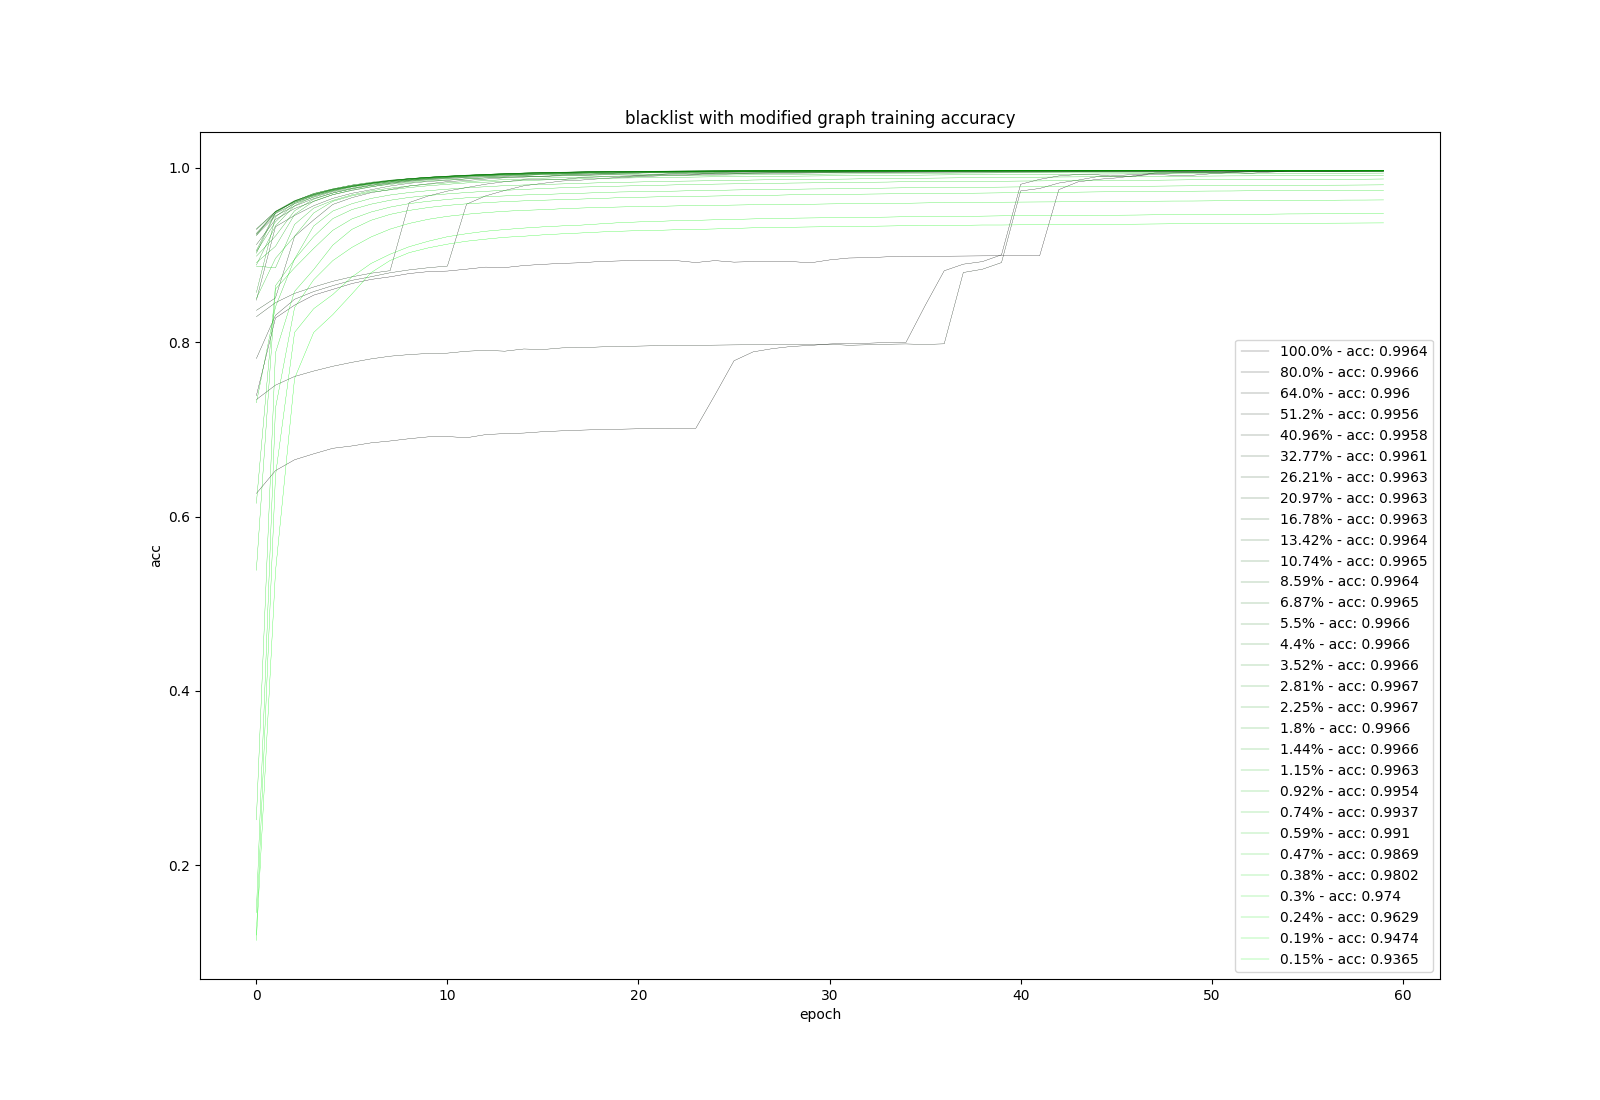 blacklist with modified graph training accuracy
1.0
0.8
0.6
0.4
0.2
acc
0 10 20 30 40 50 60
epoch
100.0% - acc: 0.9964
80.0% - acc: 0.9966
64.0% - acc: 0.996
51.2% - acc: 0.9956
40.96% - acc: 0.9958
32.77% - acc: 0.9961
26.21% - acc: 0.9963
20.97% - acc: 0.9963
16.78% - acc: 0.9963
13.42% - acc: 0.9964
10.74% - acc: 0.9965
8.59% - acc: 0.9964
6.87% - acc: 0.9965
5.5% - acc: 0.9966
4.4% - acc: 0.9966
3.52% - acc: 0.9966
2.81% - acc: 0.9967
2.25% - acc: 0.9967
1.8% - acc: 0.9966
1.44% - acc: 0.9966
1.15% - acc: 0.9963
0.92% - acc: 0.9954
0.74% - acc: 0.9937
0.59% - acc: 0.991
0.47% - acc: 0.9869
0.38% - acc: 0.9802
0.3% - acc: 0.974
0.24% - acc: 0.9629
0.19% - acc: 0.9474
0.15% - acc: 0.9365